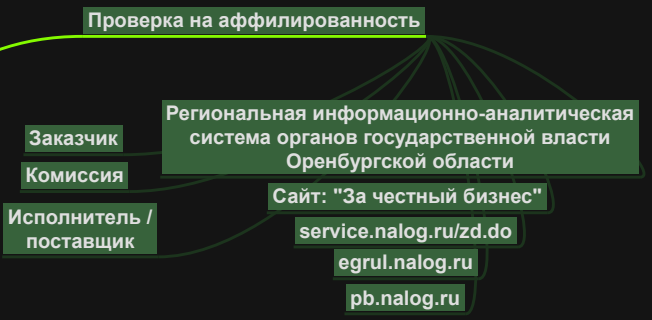 Проверка на аффилированность
Региональная информационно-аналитическая
система органов государственной власти
Оренбургской области
Заказчик
Комиссия
Исполнитель /
поставщик
Сайт: "За честный бизнес"
service.nalog.ru/zd.do
egrul.nalog.ru
pb.nalog.ru